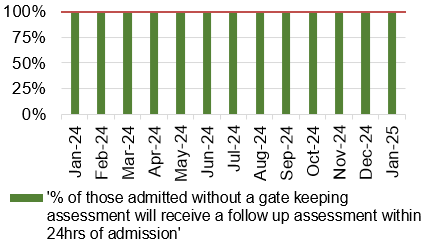 100%
75%
50%
25%
0%
Jan-24
Feb-24
Mar-24
Apr-24
May-24
Jun-24
Jul-24
Aug-24
Sep-24
Oct-24
Nov-24
Dec-24
Jan-25
'% of those admitted without a gate keeping
assessment will receive a follow up assessment within
24hrs of admission'